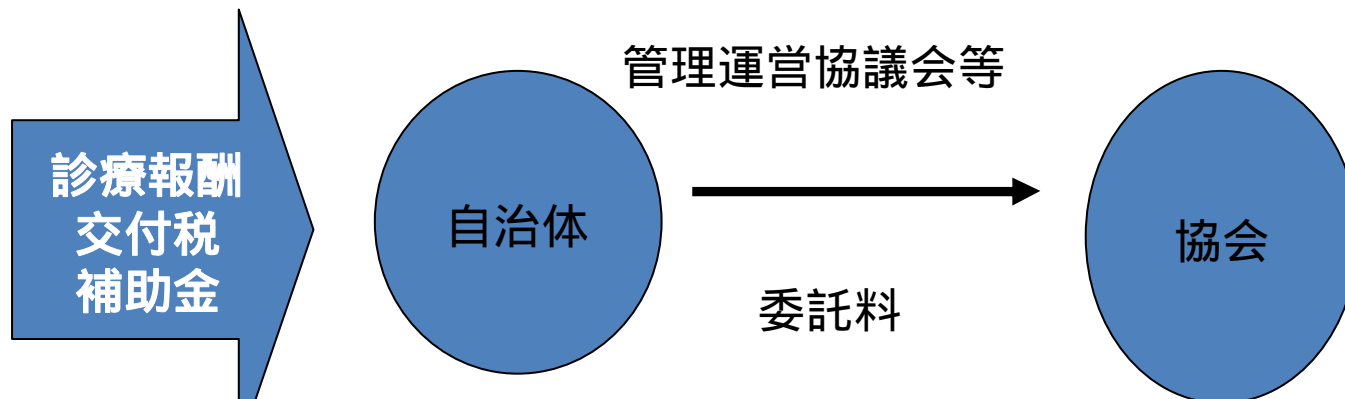 管理運営協議会等
診療報酬
交付税
補助金
自治体
協会
委託料